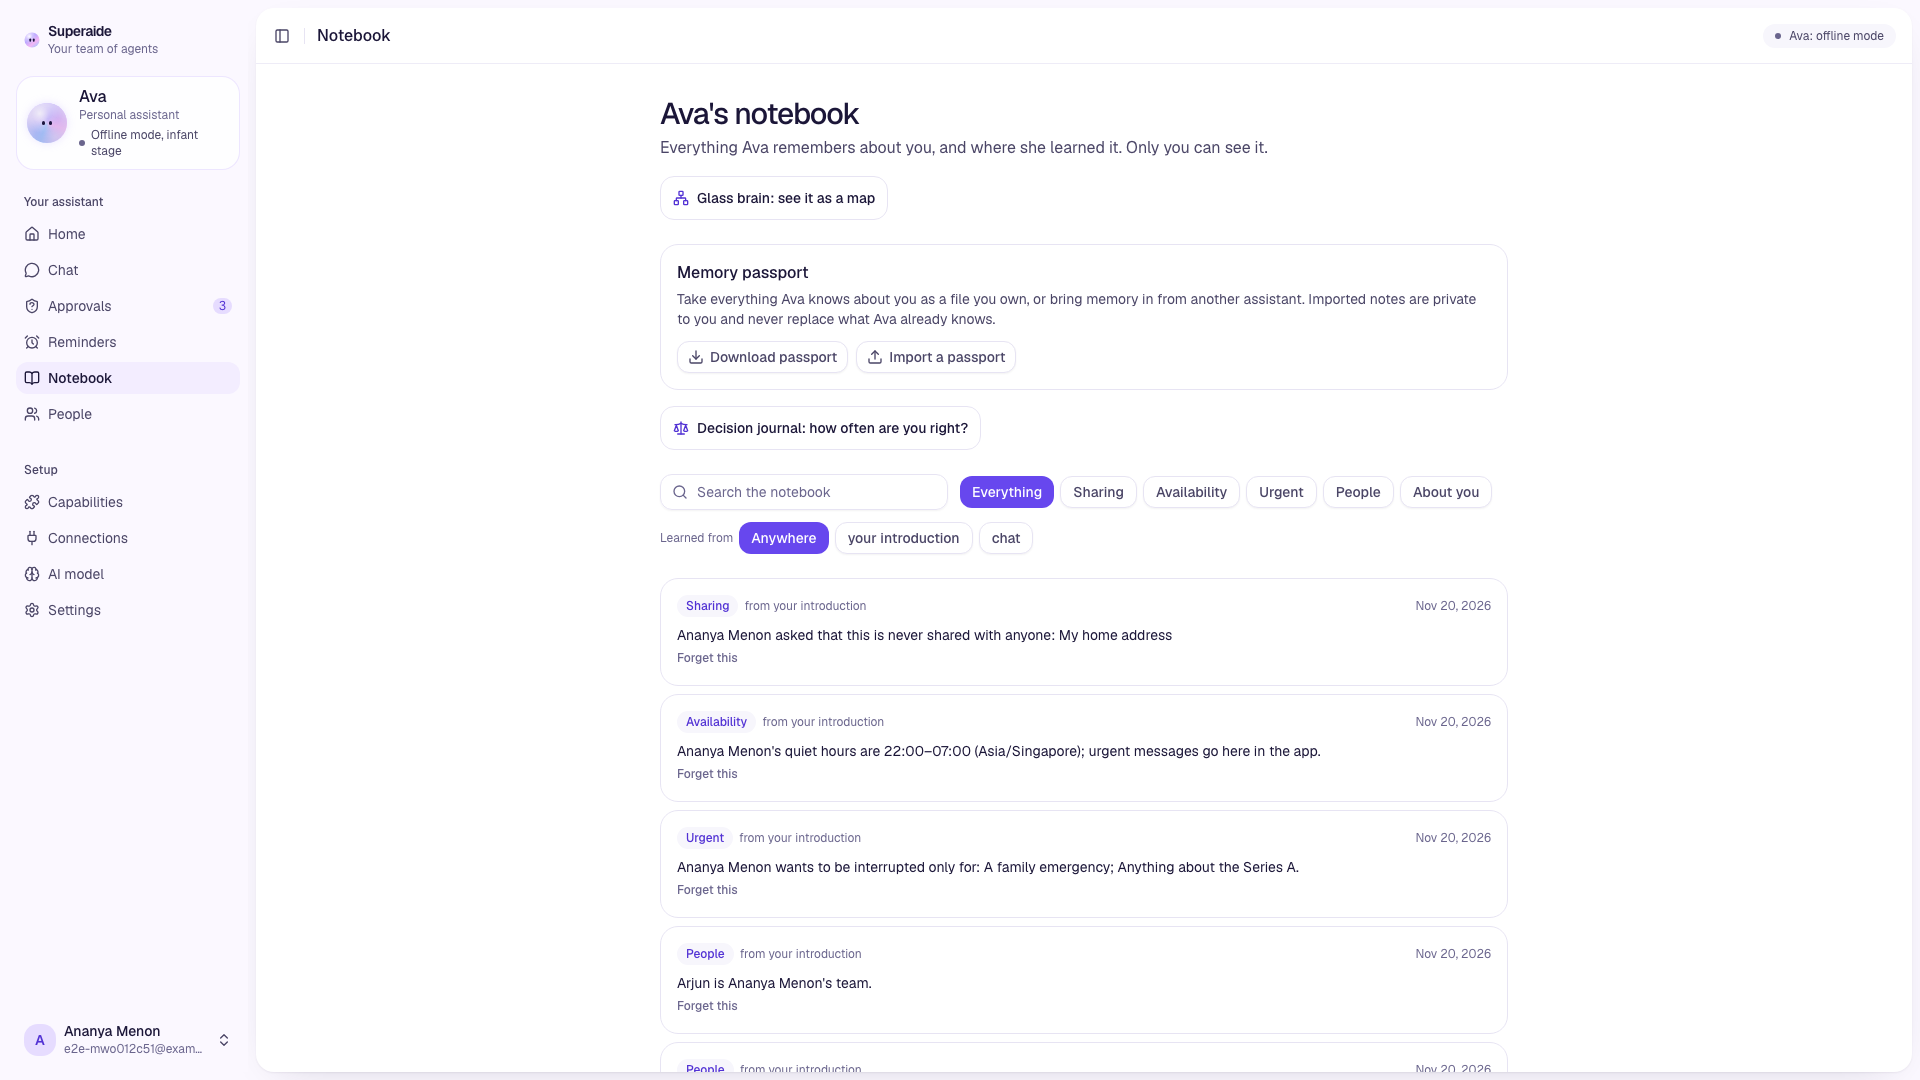 Superaide
Your team of agents
Ava
Personal assistant
Offline mode, infant
stage
Your assistant
Home
Chat
Approvals 3
Reminders
Notebook
People
Setup
Capabilities
Connections
AI model
Settings
A
Ananya Menon
e2e-mwo012c51@exam...
Notebook
Ava: offline mode
Ava's notebook
Everything Ava remembers about you, and where she learned it. Only you can see it.
Glass brain: see it as a map
Memory passport
Take everything Ava knows about you as a file you own, or bring memory in from another assistant. Imported notes are private
to you and never replace what Ava already knows.
Download passport Import a passport
Decision journal: how often are you right?
Search the notebook Everything Sharing Availability Urgent People About you
Learned from Anywhere your introduction chat
Sharing from your introduction Nov 20, 2026
Ananya Menon asked that this is never shared with anyone: My home address
Forget this
Availability from your introduction Nov 20, 2026
Ananya Menon's quiet hours are 22:00–07:00 (Asia/Singapore); urgent messages go here in the app.
Forget this
Urgent from your introduction Nov 20, 2026
Ananya Menon wants to be interrupted only for: A family emergency; Anything about the Series A.
Forget this
People from your introduction Nov 20, 2026
Arjun is Ananya Menon's team.
Forget this
People from your introduction Nov 20, 2026